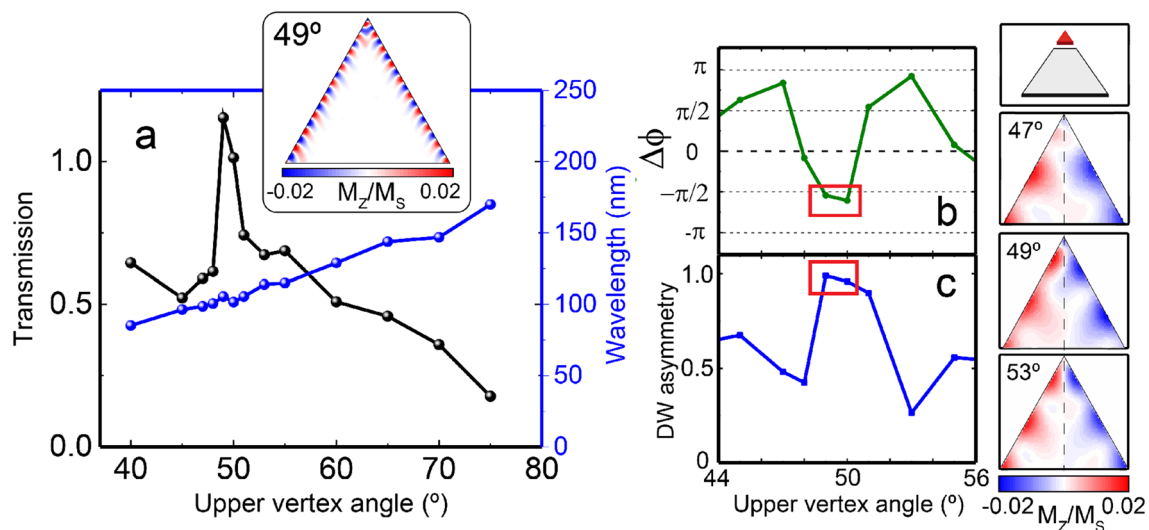 49º
-0.02 0.02
M_Z/M_S
a
Transmission
1.0
0.5
0.0
40 50 60 70 80
Upper vertex angle (º)
250
200
150
100
50
0
Wavelength (nm)
Δϕ
π
π/2
0
−π/2
-π
b
DW asymmetry
1.0
0.5
0
c
44 50 56
Upper vertex angle (º)
47º
49º
53º
-0.02 0.02
M_Z/M_S